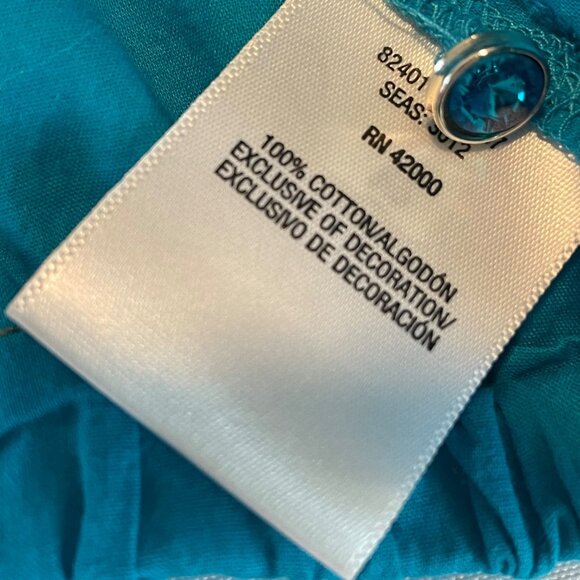 82401
SEAS:
RN 42000
100% COTTON/ALGODÓN
EXCLUSIVE OF DECORATION/
EXCLUSIVO DE DECORACIÓN